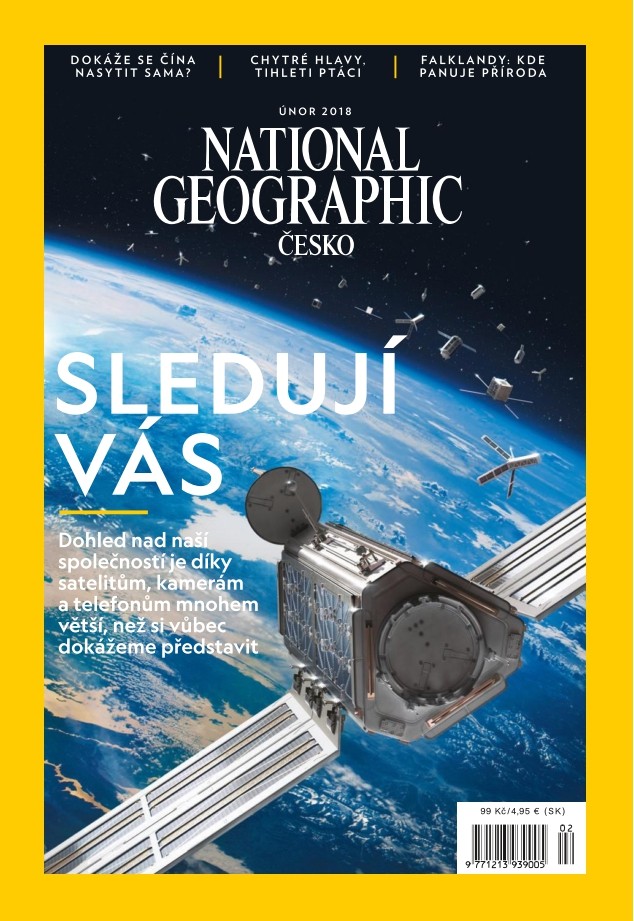 DOKÁŽE SE ČÍNA
NASYTIT SAMA?
CHYTRÉ HLAVY,
TIHLETI PTÁCI
FALKLANDY: KDE
PANUJE PŘÍRODA
ÚNOR 2018
NATIONAL
GEOGRAPHIC
ČESKO
SLEDUJÍ
VÁS
Dohled nad naší
společností je díky
satelitům, kamerám
a telefonům mnohem
větší, než si vůbec
dokážeme představit
99 Kč/4,95 € (SK)
02
9 771213 939005